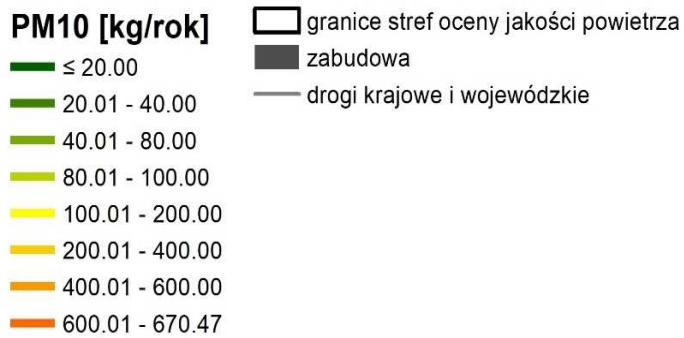 PM10 [kg/rok]
≤ 20.00
20.01 - 40.00
40.01 - 80.00
80.01 - 100.00
100.01 - 200.00
200.01 - 400.00
400.01 - 600.00
600.01 - 670.47
granice stref oceny jakości powietrza
zabudowa
drogi krajowe i wojewódzkie